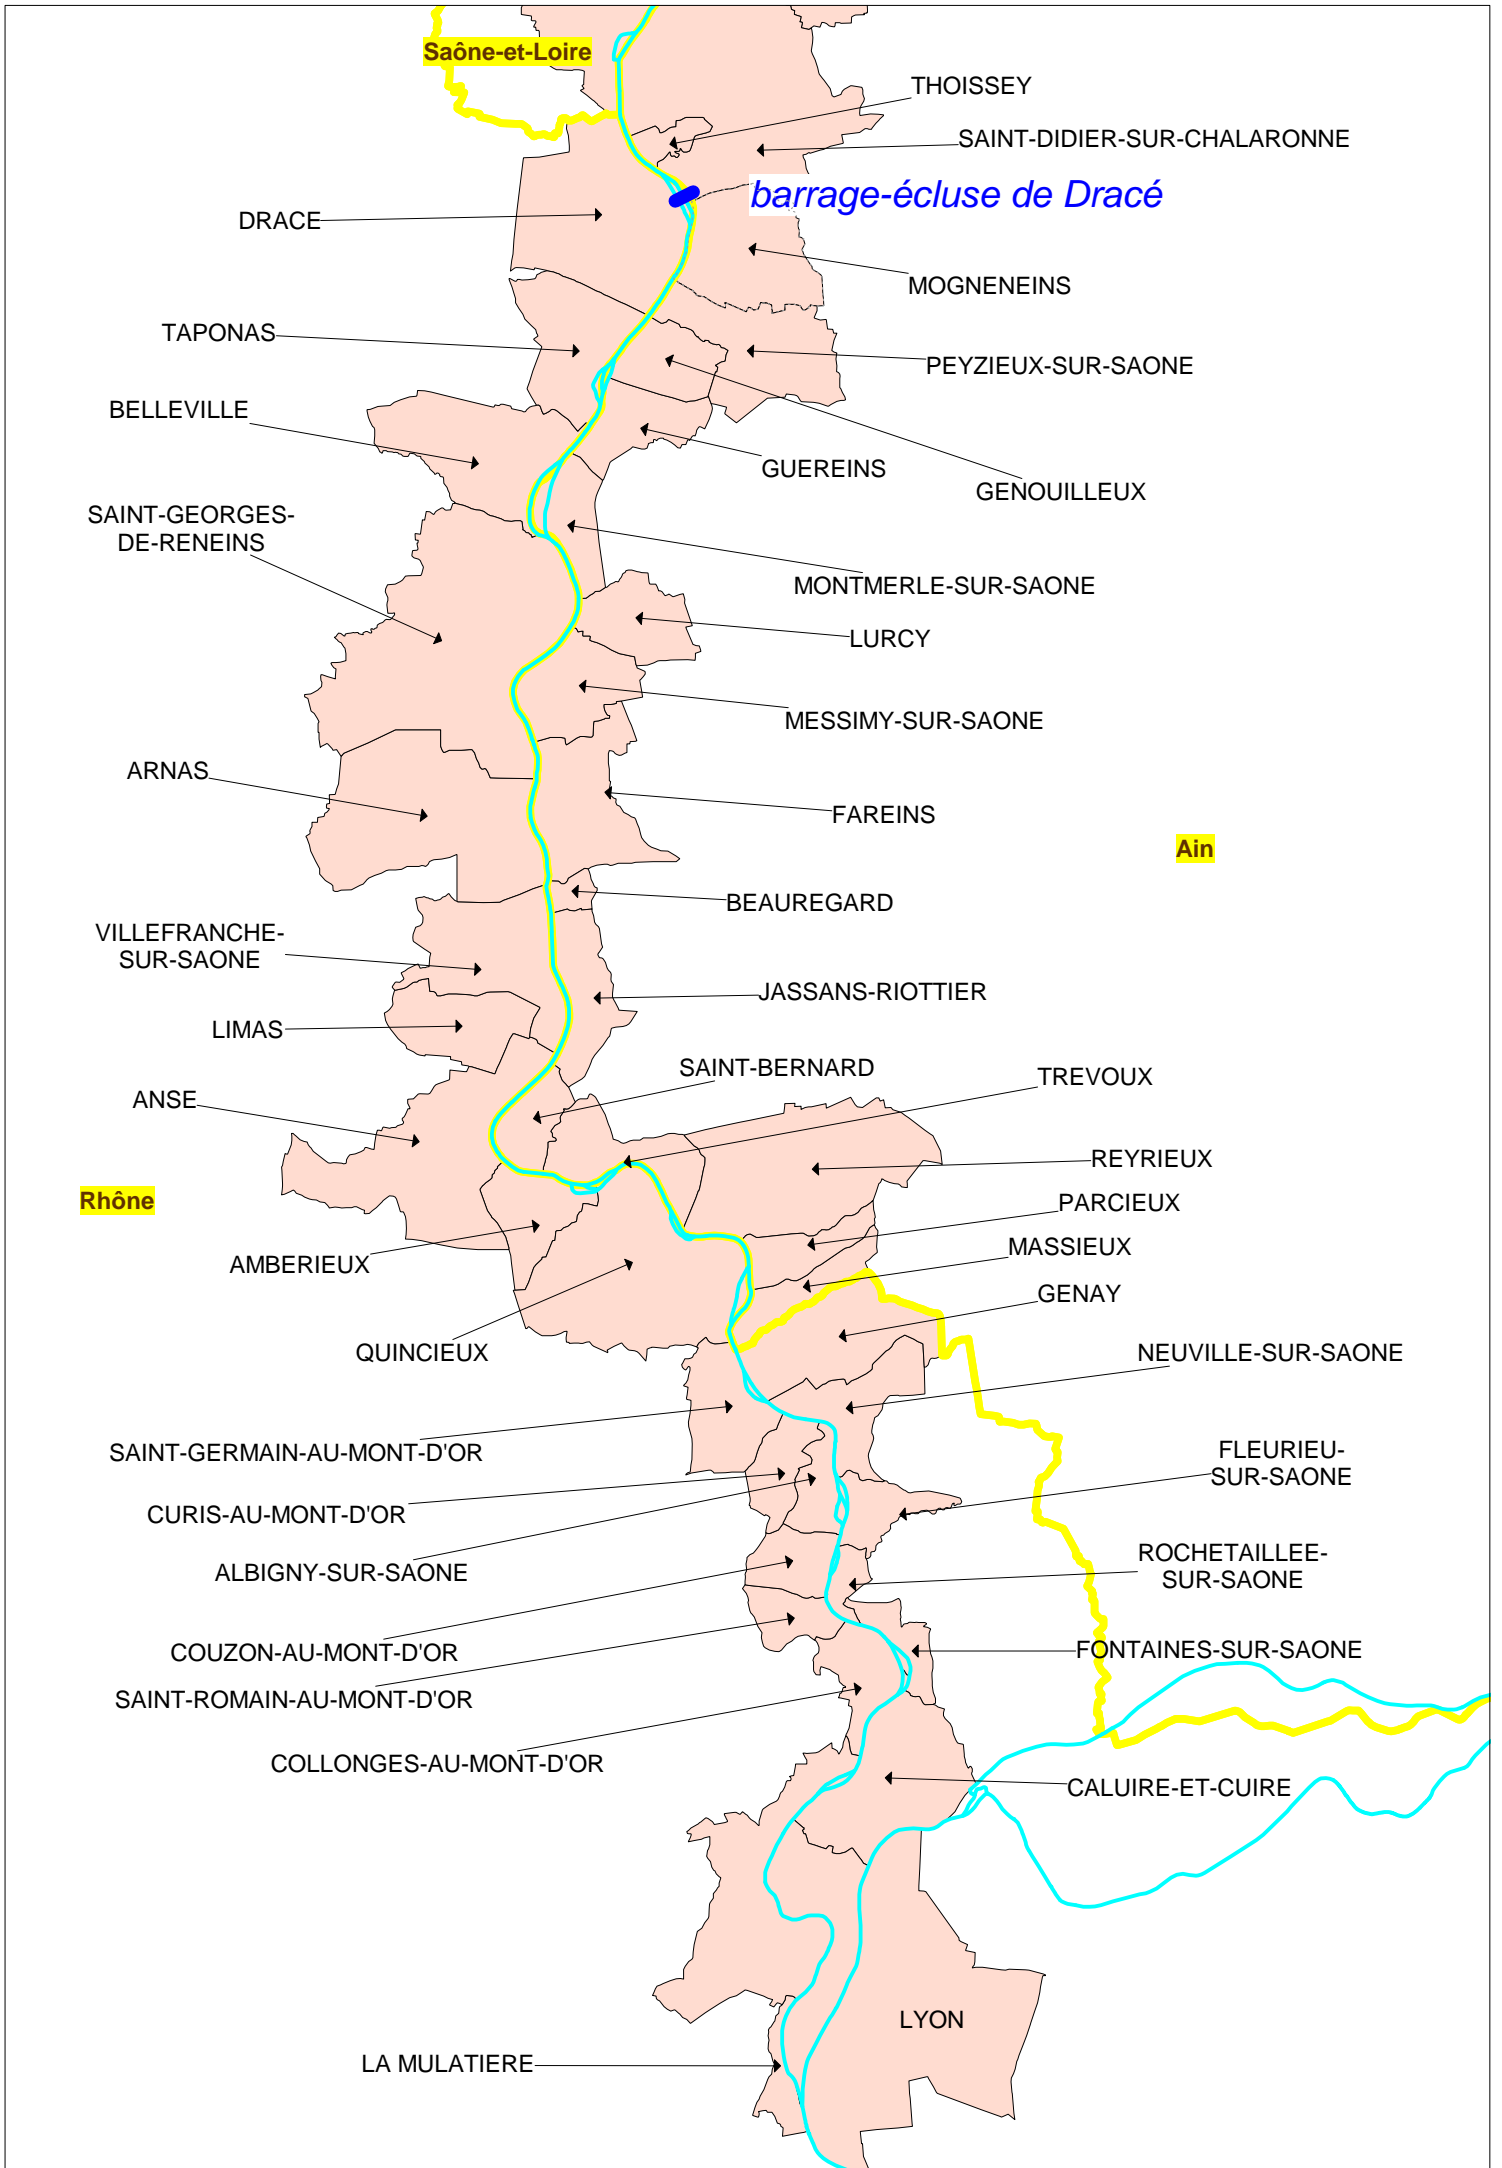 Saône-et-Loire
THOISSEY
SAINT-DIDIER-SUR-CHALARONNE
barrage-écluse de Dracé
DRACE
MOGNENEINS
TAPONAS
PEYZIEUX-SUR-SAONE
BELLEVILLE
GUEREINS
GENOUILLEUX
SAINT-GEORGES-
DE-RENEINS
MONTMERLE-SUR-SAONE
LURCY
MESSIMY-SUR-SAONE
ARNAS
FAREINS
Ain
BEAUREGARD
VILLEFRANCHE-
SUR-SAONE
JASSANS-RIOTTIER
LIMAS
SAINT-BERNARD
TREVOUX
ANSE
REYRIEUX
Rhône
PARCIEUX
MASSIEUX
AMBERIEUX
GENAY
QUINCIEUX
NEUVILLE-SUR-SAONE
SAINT-GERMAIN-AU-MONT-D'OR
FLEURIEU-
SUR-SAONE
CURIS-AU-MONT-D'OR
ALBIGNY-SUR-SAONE
ROCHETAILLEE-
SUR-SAONE
COUZON-AU-MONT-D'OR
FONTAINES-SUR-SAONE
SAINT-ROMAIN-AU-MONT-D'OR
COLLONGES-AU-MONT-D'OR
CALUIRE-ET-CUIRE
LYON
LA MULATIERE